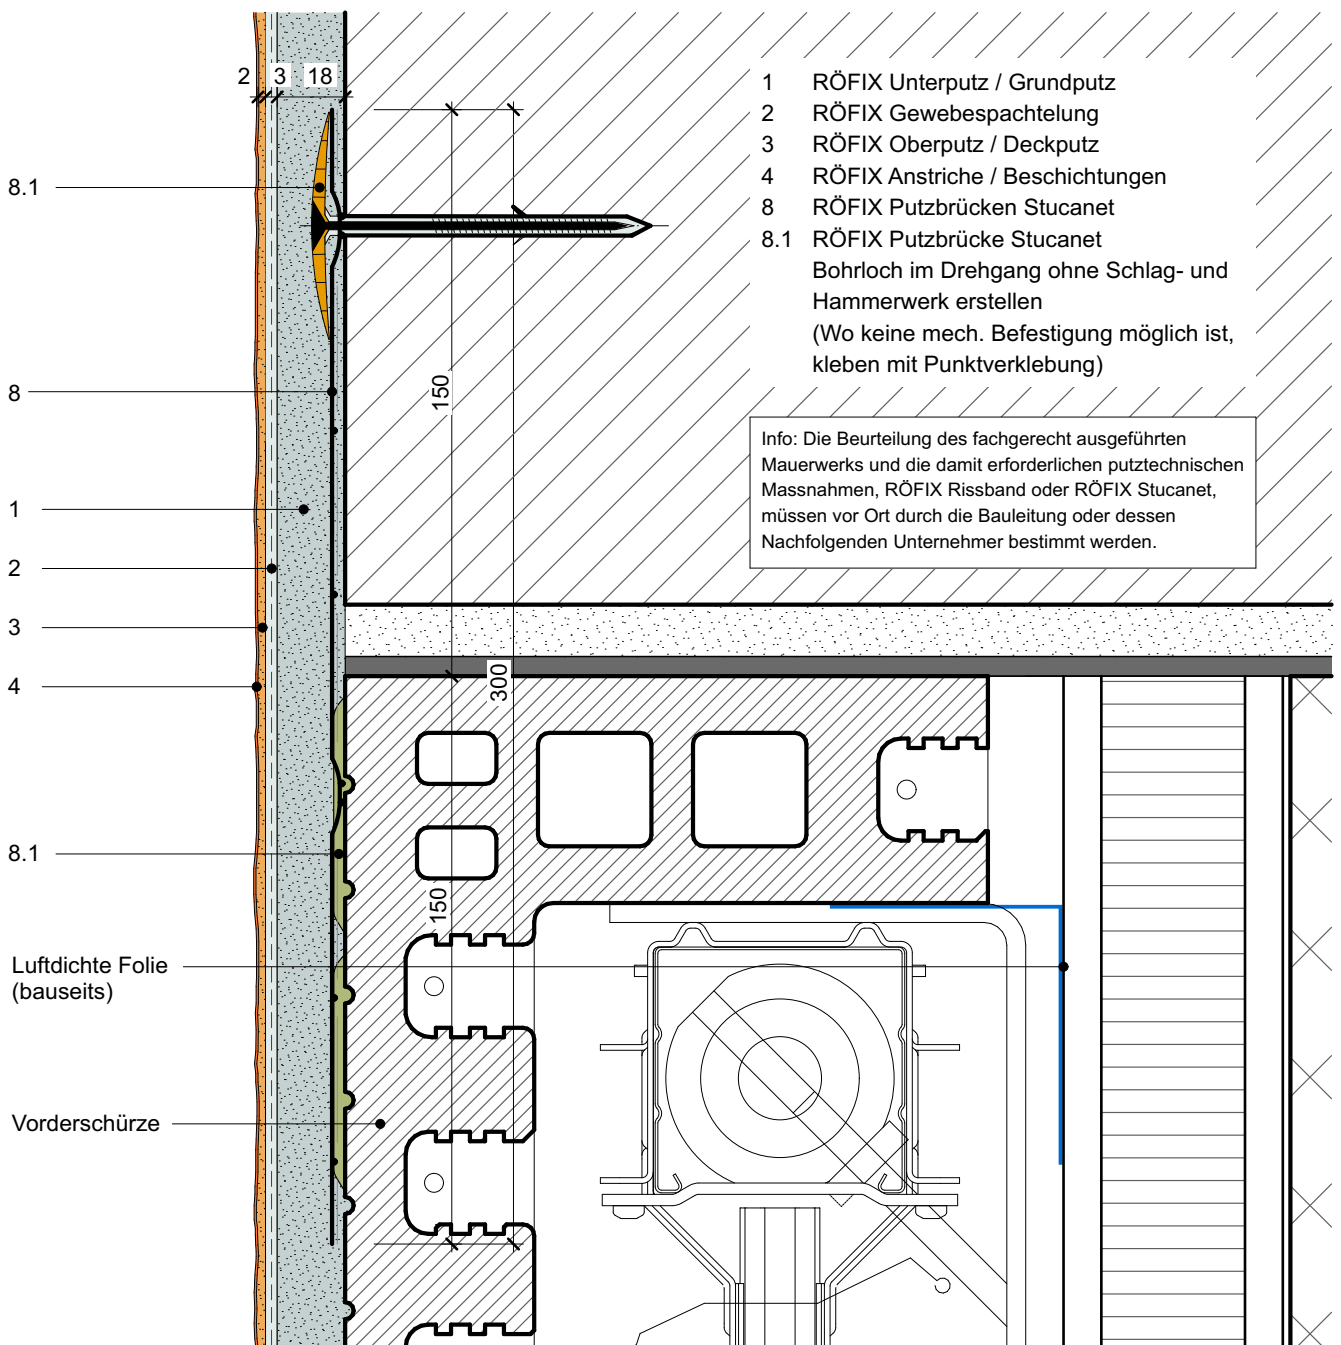 2 3 18
1 RÖFIX Unterputz / Grundputz
2 RÖFIX Gewebespachtelung
3 RÖFIX Oberputz / Deckputz
4 RÖFIX Anstriche / Beschichtungen
8 RÖFIX Putzbrücken Stucanet
8.1 RÖFIX Putzbrücke Stucanet
Bohrloch im Drehgang ohne Schlag- und
Hammerwerk erstellen
(Wo keine mech. Befestigung möglich ist,
kleben mit Punktverklebung)
Info: Die Beurteilung des fachgerecht ausgeführten
Mauerwerks und die damit erforderlichen putztechnischen
Massnahmen, RÖFIX Rissband oder RÖFIX Stucanet,
müssen vor Ort durch die Bauleitung oder dessen
Nachfolgenden Unternehmer bestimmt werden.
8.1
8
1
2
3
4
8.1
Luftdichte Folie
(bauseits)
Vorderschürze
150
300
150